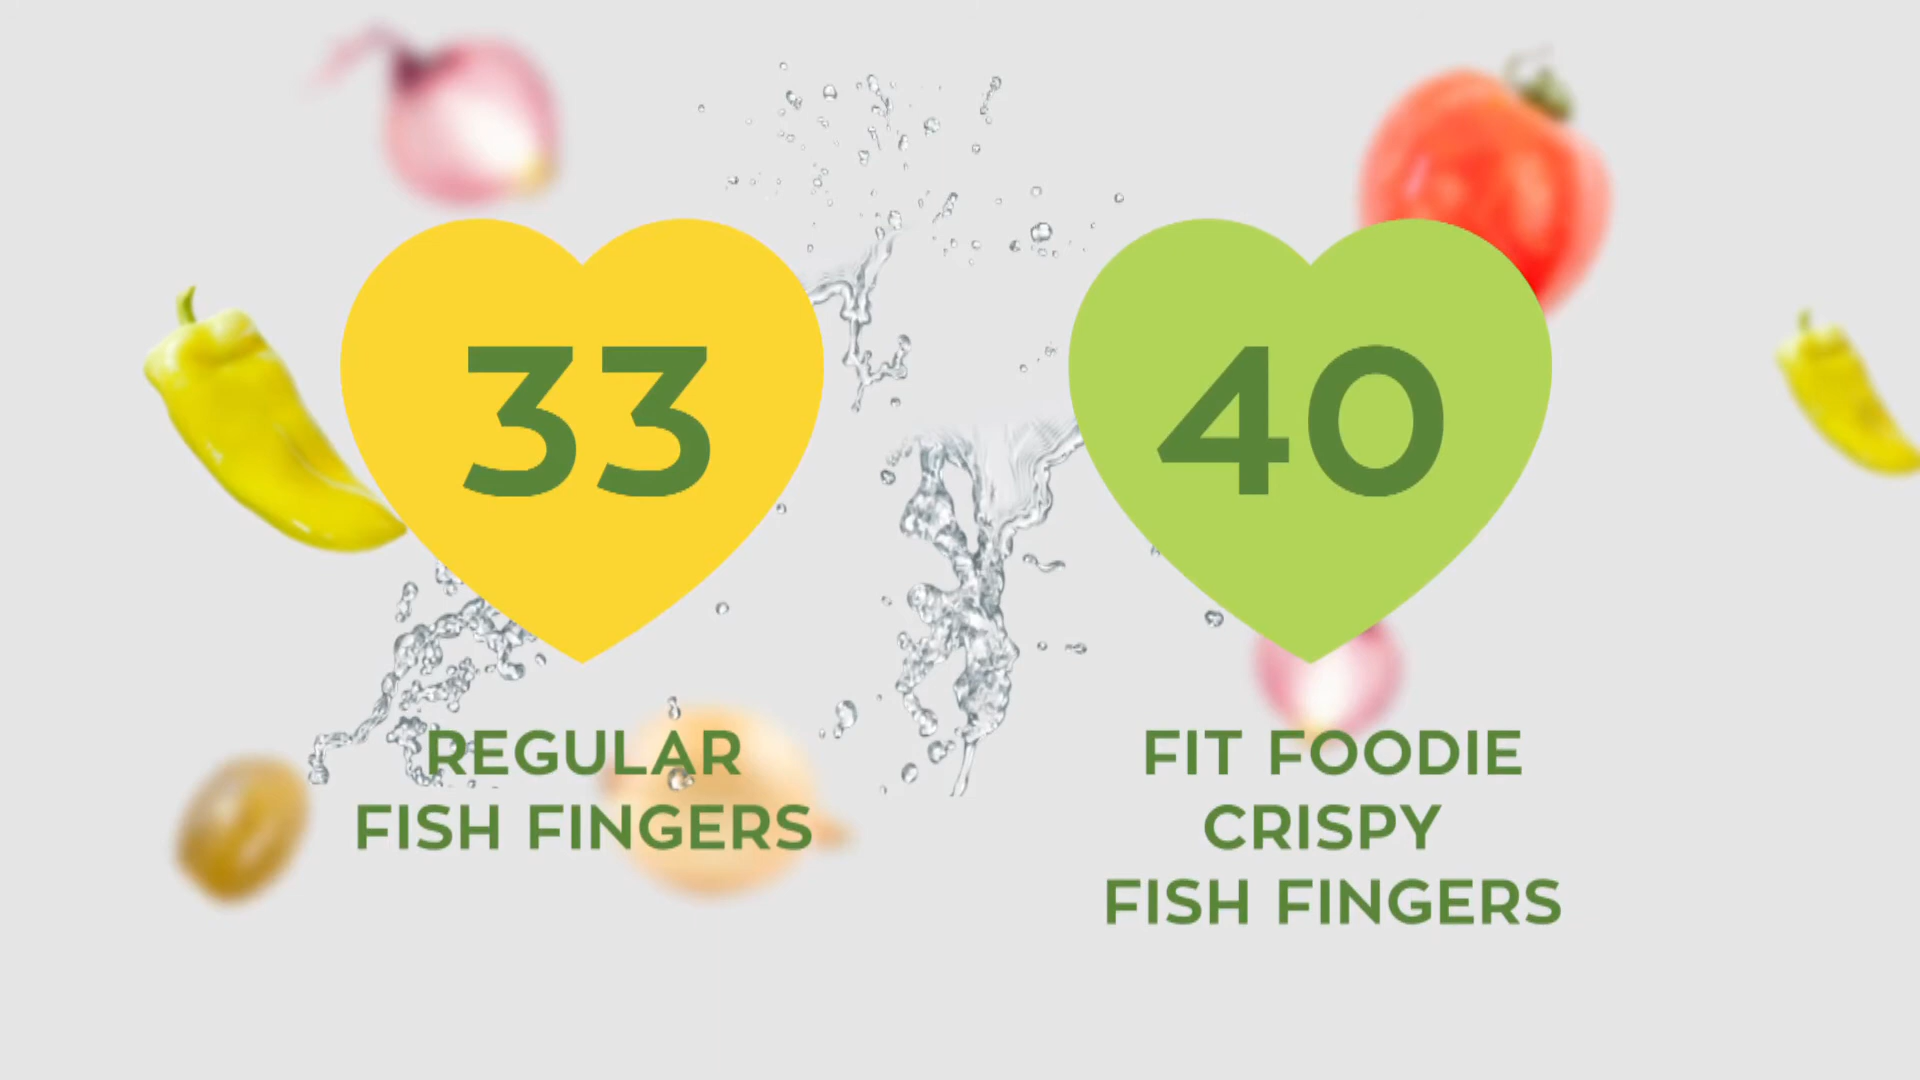 33
REGULAR
FISH FINGERS
40
FIT FOODIE
CRISPY
FISH FINGERS